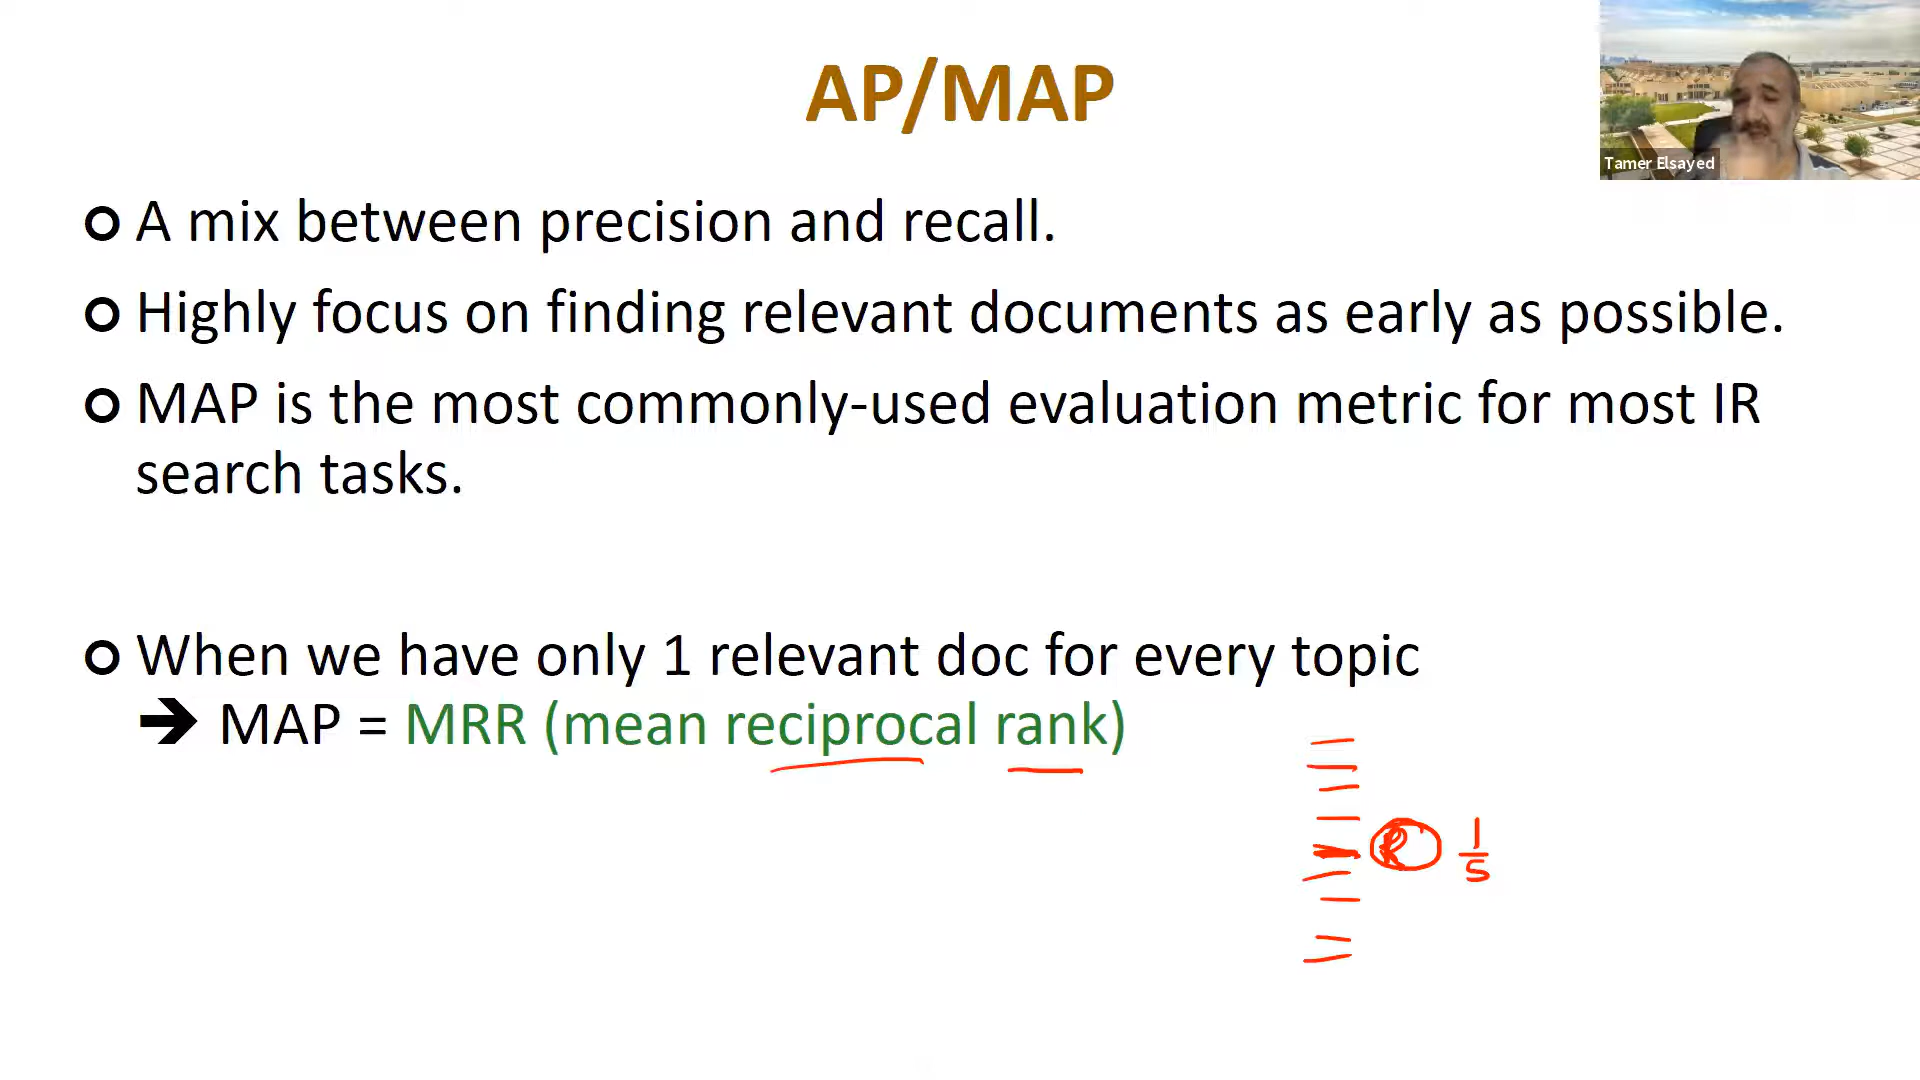 AP/MAP
Tamer Elsayed
A mix between precision and recall.
Highly focus on finding relevant documents as early as possible.
MAP is the most commonly-used evaluation metric for most IR
search tasks.
When we have only 1 relevant doc for every topic
➔ MAP = MRR (mean reciprocal rank)
R 1/5